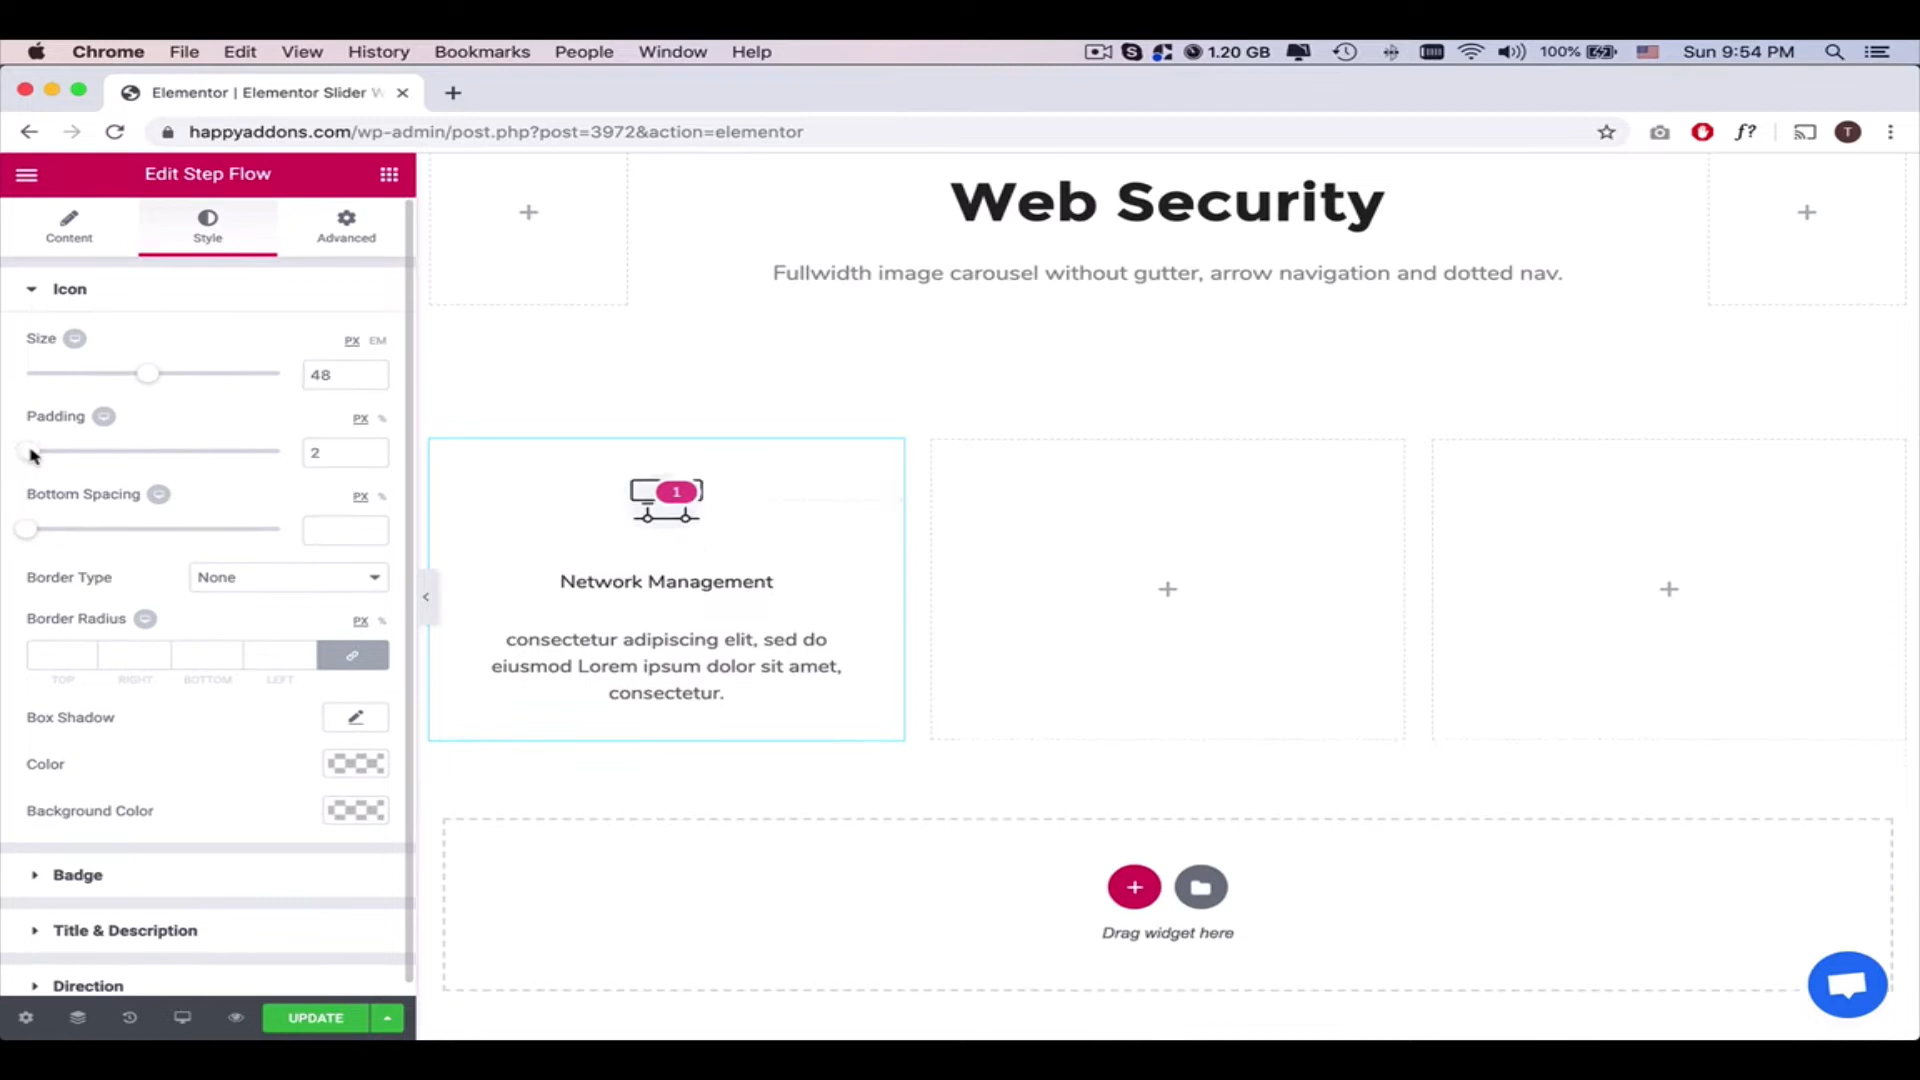 Chrome File Edit View History Bookmarks People Window Help 1.20 GB 100% Sun 9:54 PM
Elementor | Elementor Slider W
happyaddons.com/wp-admin/post.php?post=3972&action=elementor
f?
T
Edit Step Flow
Content Style Advanced
Icon
Size PX EM
48
Padding PX %
2
Bottom Spacing PX %
Border Type None
Border Radius PX %
TOP RIGHT BOTTOM LEFT
Box Shadow
Color
Background Color
Badge
Title & Description
Direction
UPDATE
Web Security
Fullwidth image carousel without gutter, arrow navigation and dotted nav.
1
Network Management
consectetur adipiscing elit, sed do
eiusmod Lorem ipsum dolor sit amet,
consectetur.
Drag widget here